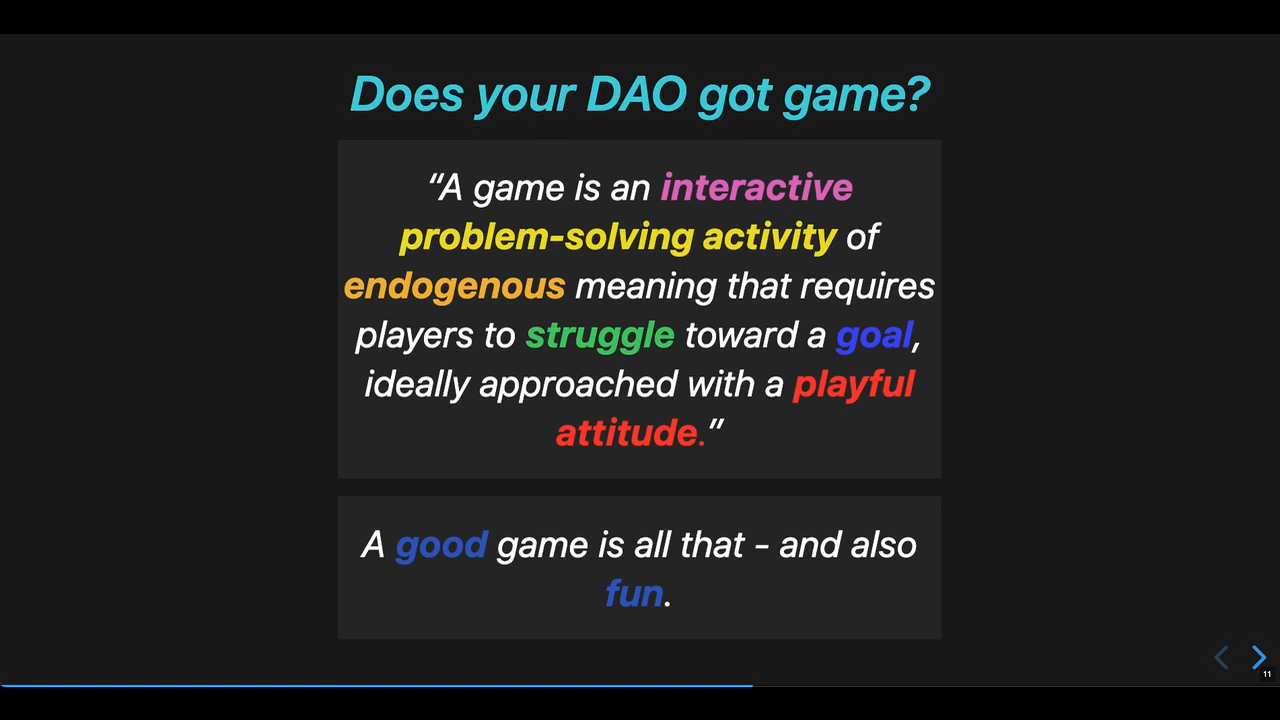 Does your DAO got game?
“A game is an interactive
problem-solving activity of
endogenous meaning that requires
players to struggle toward a goal,
ideally approached with a playful
attitude.”
A good game is all that - and also
fun.
11